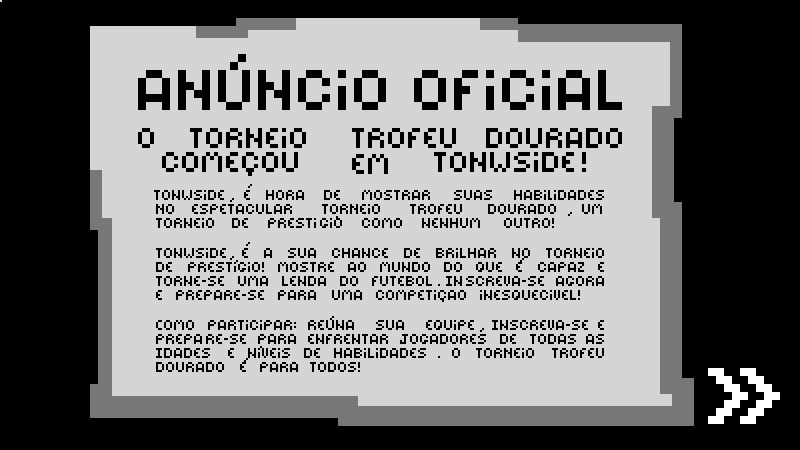 ANÚNCIO OFICIAL
O TORNEIO TROFEU DOURADO
COMEÇOU EM TONWSIDE!
TONWSIDE, É HORA DE MOSTRAR SUAS HABILIDADES
NO ESPETACULAR TORNEIO TROFEU DOURADO, UM
TORNEIO DE PRESTIGIO COMO NENHUM OUTRO!
TONWSIDE, É A SUA CHANCE DE BRILHAR NO TORNEIO
DE PRESTÍGIO! MOSTRE AO MUNDO DO QUE É CAPAZ E
TORNE-SE UMA LENDA DO FUTEBOL. INSCREVA-SE AGORA
E PREPARE-SE PARA UMA COMPETIÇAO INESQUECIVEL!
COMO PARTICIPAR: REÚNA SUA EQUIPE, INSCREVA-SE E
PREPARE-SE PARA ENFRENTAR JOGADORES DE TODAS AS
IDADES E NÍVEIS DE HABILIDADES. O TORNEIO TROFEU
DOURADO É PARA TODOS!